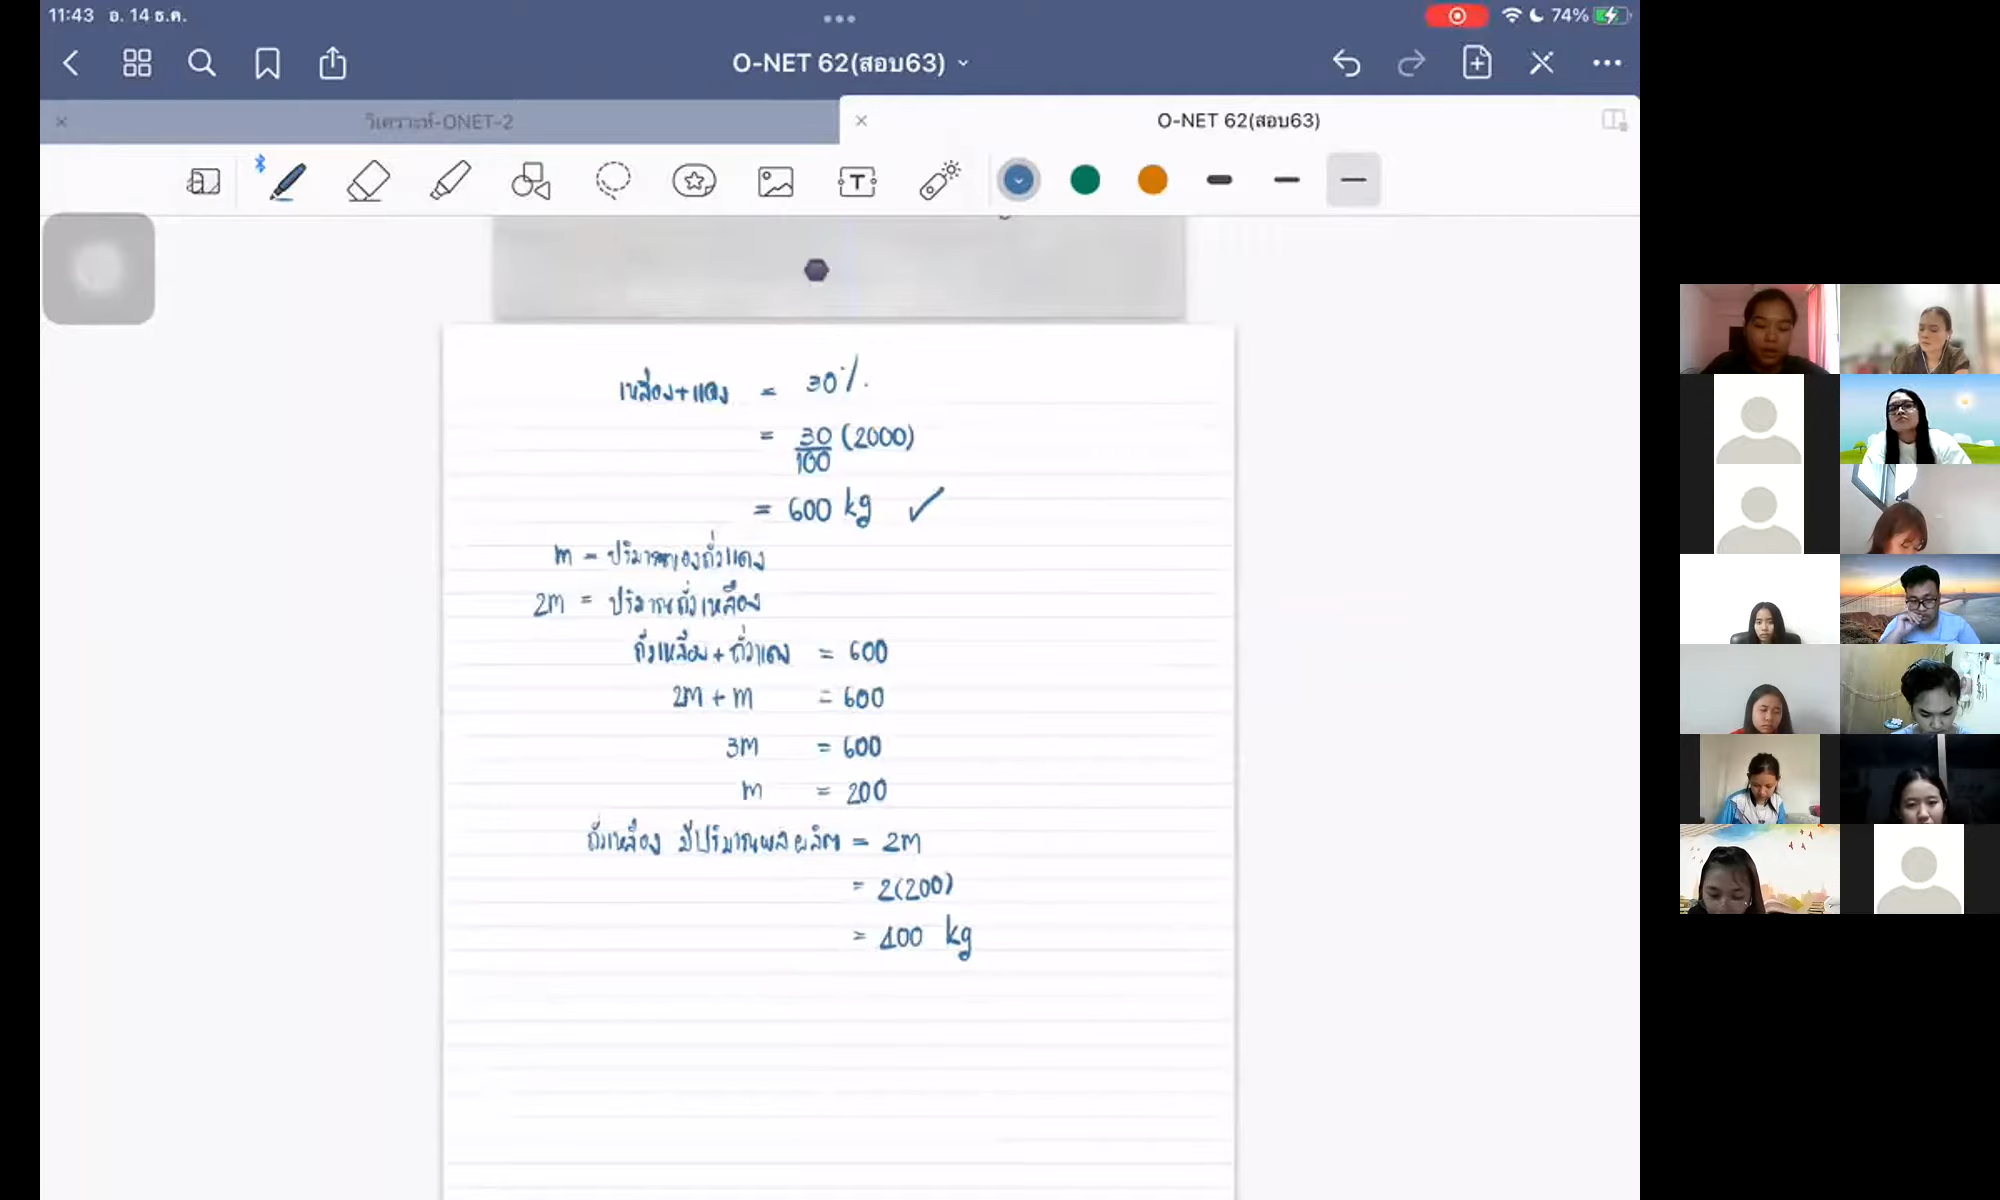 11:43 อ. 14 ธ.ค.
74%
O-NET 62(สอบ63)
วิเคราะห์-ONET-2
O-NET 62(สอบ63)
เหลือง+แดง = 30%
= 30/100 (2000)
= 600 kg ✓
m = ปริมาณของถั่วแดง
2m = ปริมาณถั่วเหลือง
ถั่วเหลือง + ถั่วแดง = 600
2m + m = 600
3m = 600
m = 200
ถั่วเหลือง มีปริมาณผลผลิต = 2m
= 2(200)
= 400 kg